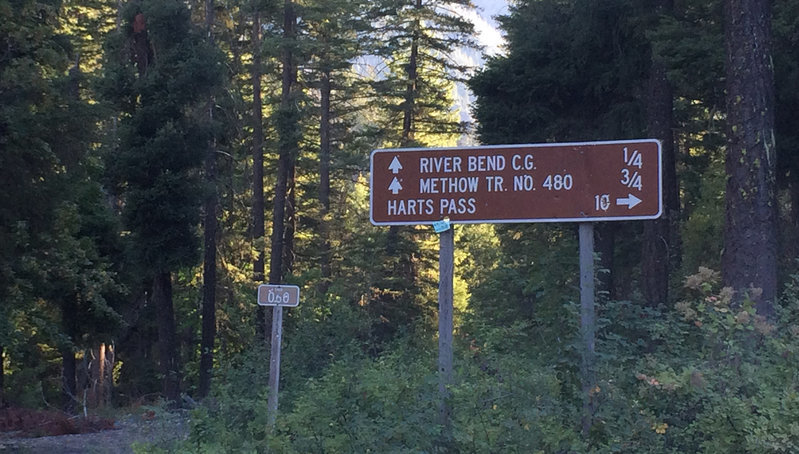 RIVER BEND C.G. 1/4
METHOW TR. NO. 480 3/4
HARTS PASS 10